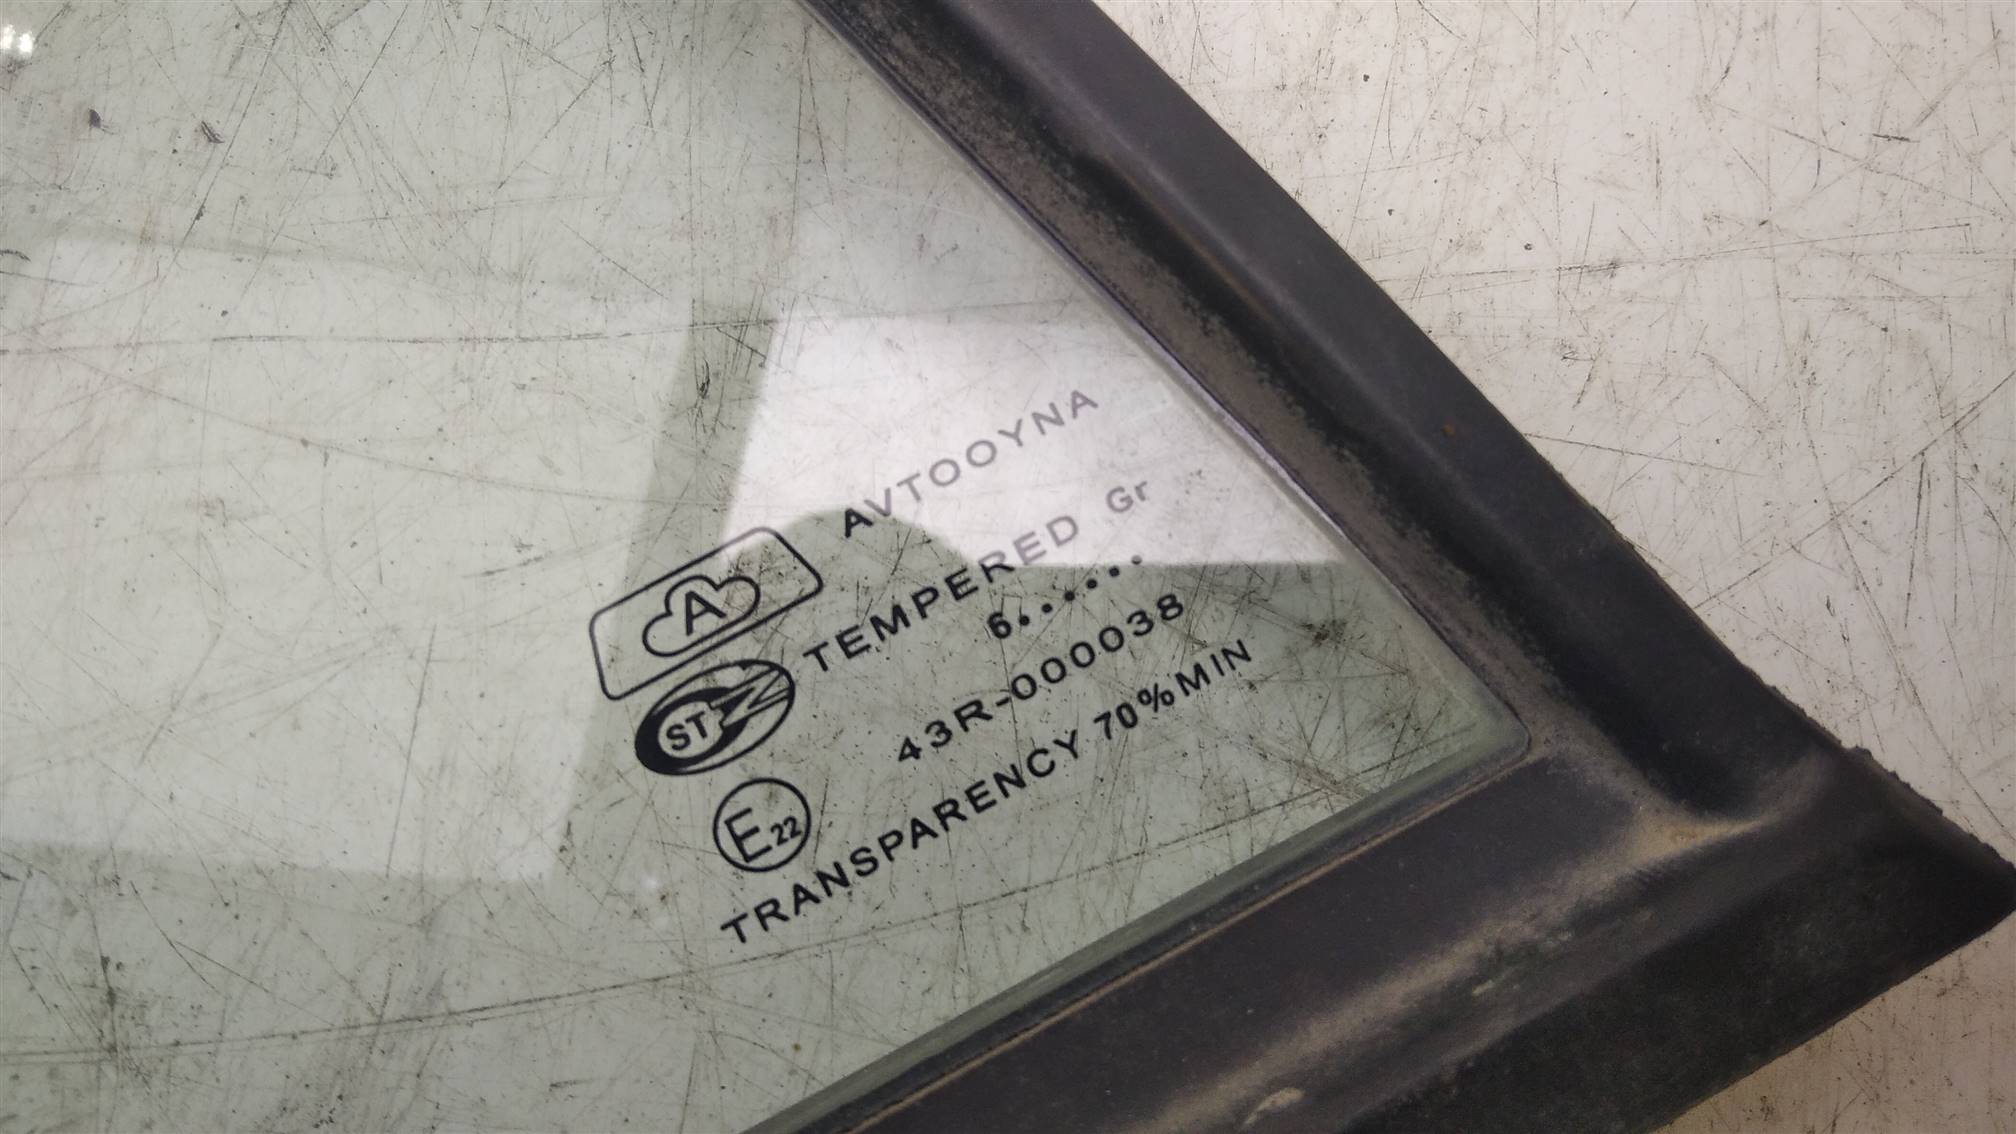 AVTOOYNA
A
TEMPERED Gr
6......
ST
43R-000038
E22
TRANSPARENCY 70%MIN